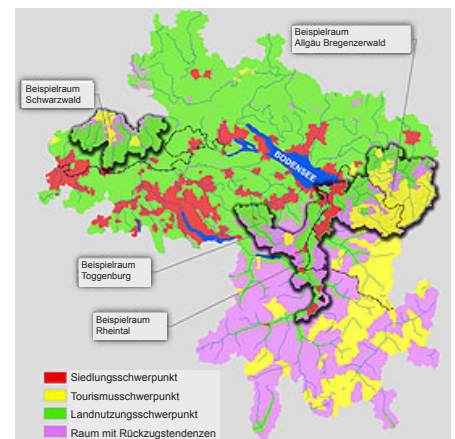 Beispielraum
Allgäu Bregenzerwald
Beispielraum
Schwarzwald
BODENSEE
Beispielraum
Toggenburg
Beispielraum
Rheintal
Siedlungsschwerpunkt
Tourismusschwerpunkt
Landnutzungsschwerpunkt
Raum mit Rückzugstendenzen